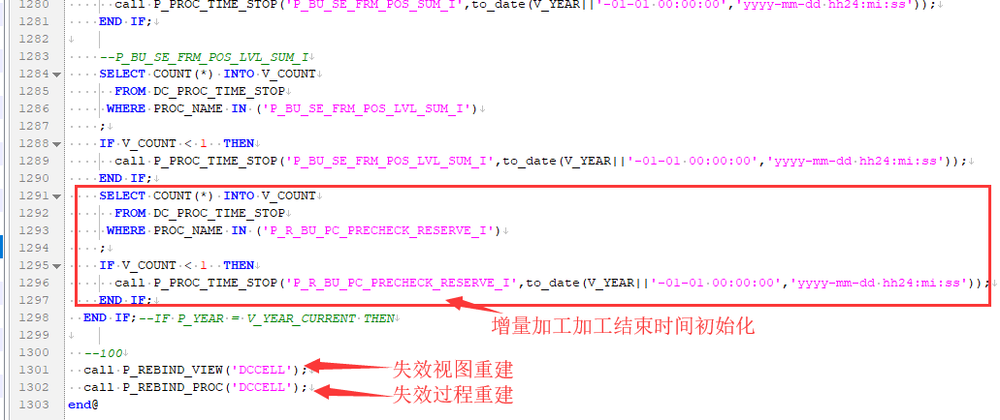 1280 call P_PROC_TIME_STOP('P_BU_SE_FRM_POS_SUM_I',to_date(V_YEAR||'-01-01 00:00:00','yyyy-mm-dd hh24:mi:ss'));
1281 END IF;
1282
1283 --P_BU_SE_FRM_POS_LVL_SUM_I
1284 SELECT COUNT(*) INTO V_COUNT
1285 FROM DC_PROC_TIME_STOP
1286 WHERE PROC_NAME IN ('P_BU_SE_FRM_POS_LVL_SUM_I')
1287 ;
1288 IF V_COUNT < 1 THEN
1289 call P_PROC_TIME_STOP('P_BU_SE_FRM_POS_LVL_SUM_I',to_date(V_YEAR||'-01-01 00:00:00','yyyy-mm-dd hh24:mi:ss'));
1290 END IF;
1291 SELECT COUNT(*) INTO V_COUNT
1292 FROM DC_PROC_TIME_STOP
1293 WHERE PROC_NAME IN ('P_R_BU_PC_PRECHECK_RESERVE_I')
1294 ;
1295 IF V_COUNT < 1 THEN
1296 call P_PROC_TIME_STOP('P_R_BU_PC_PRECHECK_RESERVE_I',to_date(V_YEAR||'-01-01 00:00:00','yyyy-mm-dd hh24:mi:ss'));
1297 END IF;
1298 END IF;--IF P_YEAR = V_YEAR_CURRENT THEN
增量加工加工结束时间初始化
1299
1300 --100
1301 call P_REBIND_VIEW('DCCELL'); 失效视图重建
1302 call P_REBIND_PROC('DCCELL'); 失效过程重建
1303 end@